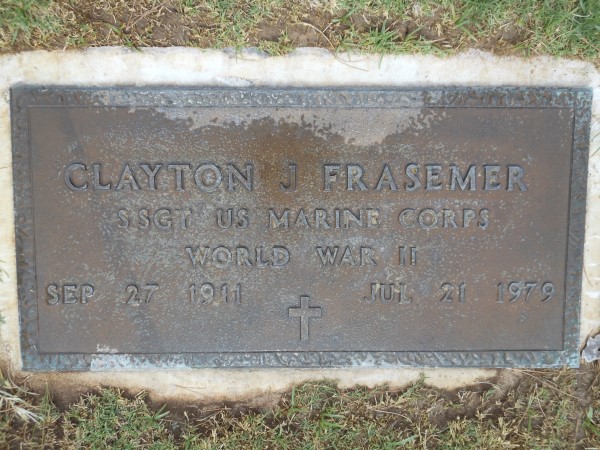 CLAYTON J FRASEMER
SSGT US MARINE CORPS
WORLD WAR II
SEP 27 1911 JUL 21 1979